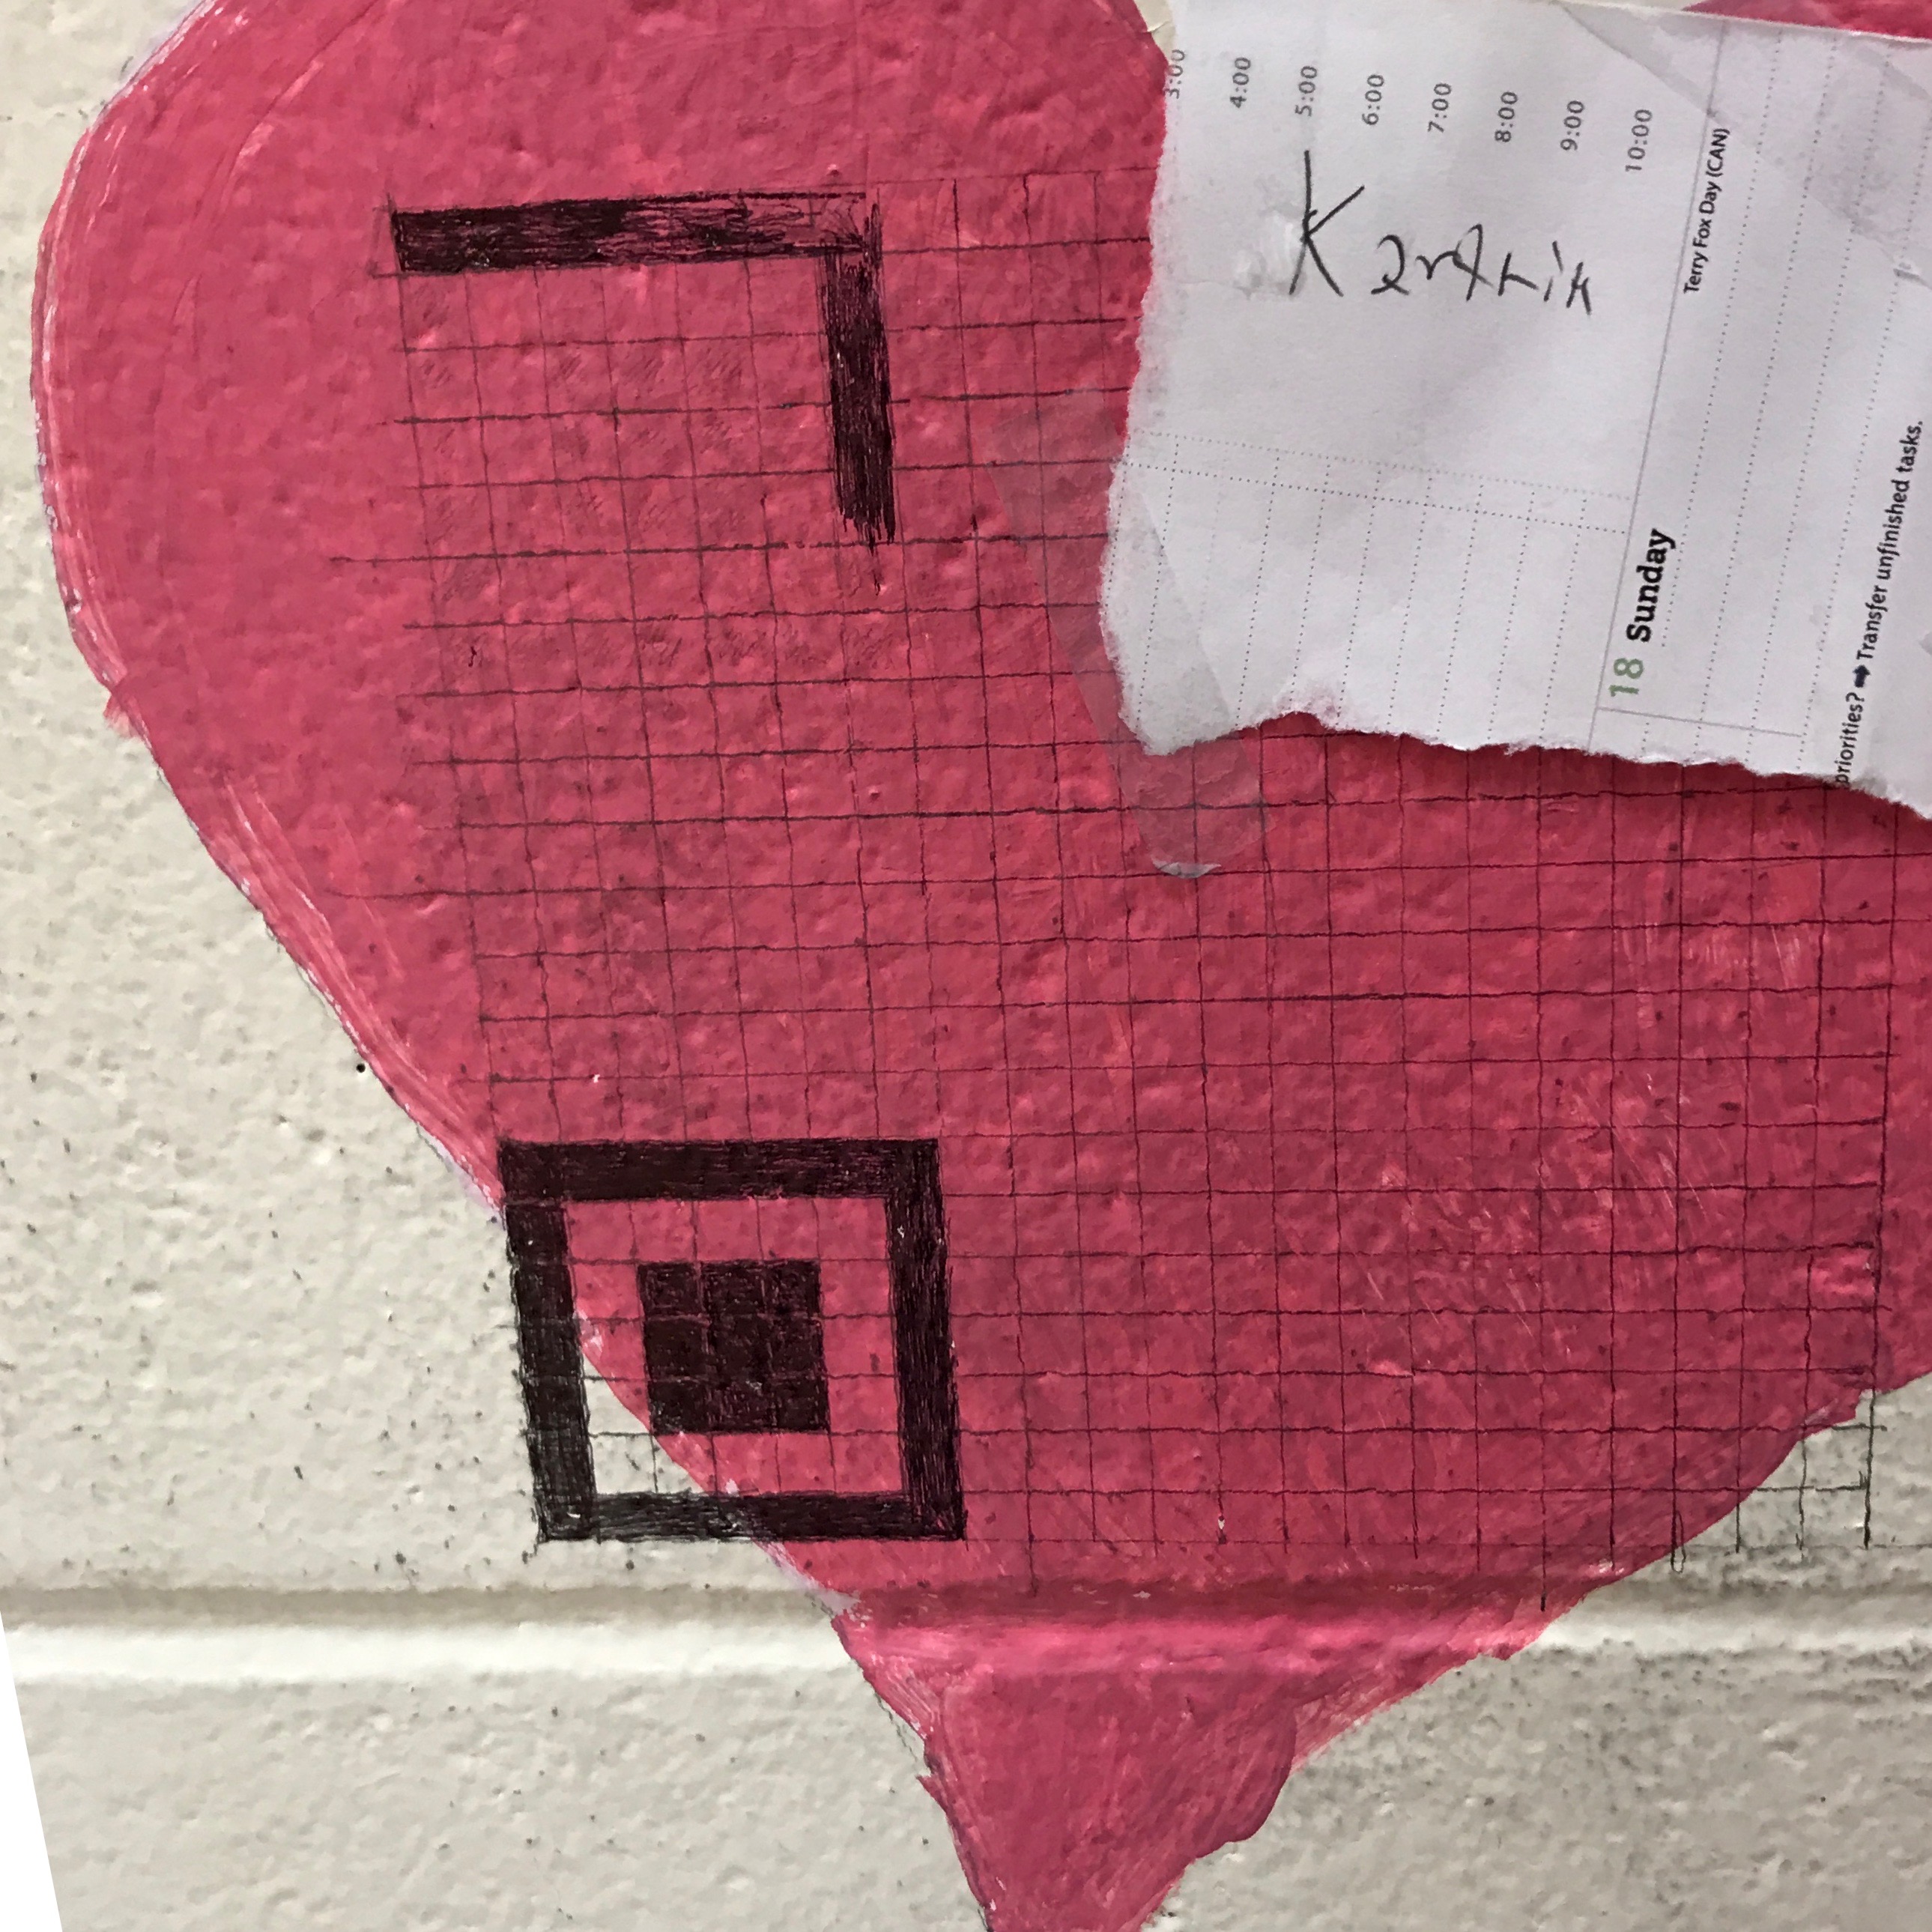 3:00
4:00
5:00
6:00
7:00
8:00
9:00
10:00
Terry Fox Day (CAN)
18 Sunday
priorities? ➡ Transfer unfinished tasks.